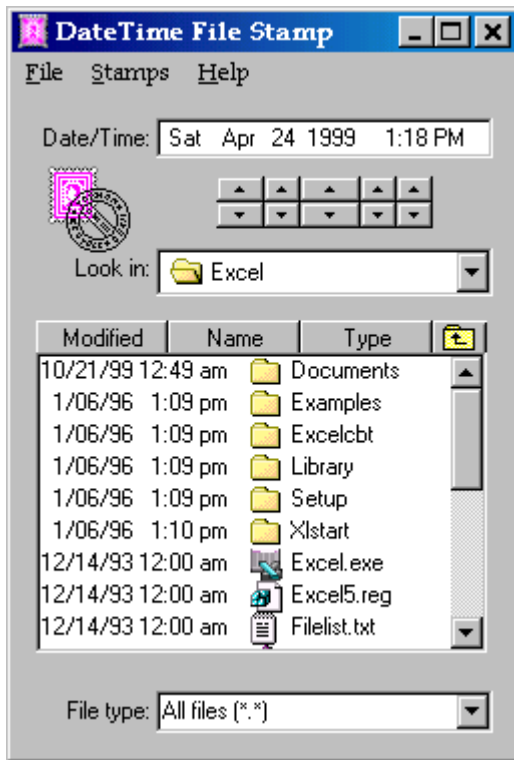 DateTime File Stamp
File Stamps Help
Date/Time: Sat Apr 24 1999 1:18 PM
Look in: Excel
Modified Name Type
10/21/99 12:49 am Documents
1/06/96 1:09 pm Examples
1/06/96 1:09 pm Excelcbt
1/06/96 1:09 pm Library
1/06/96 1:09 pm Setup
1/06/96 1:10 pm Xlstart
12/14/93 12:00 am Excel.exe
12/14/93 12:00 am Excel5.reg
12/14/93 12:00 am Filelist.txt
File type: All files (*.*)